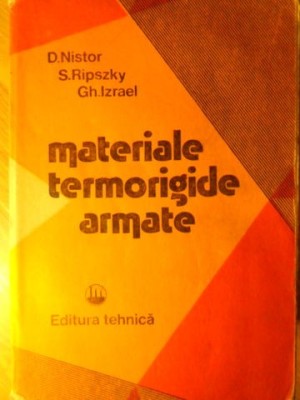 D.Nistor
S.Ripszky
Gh.Izrael
materiale
termorigide
armate
Editura tehnică